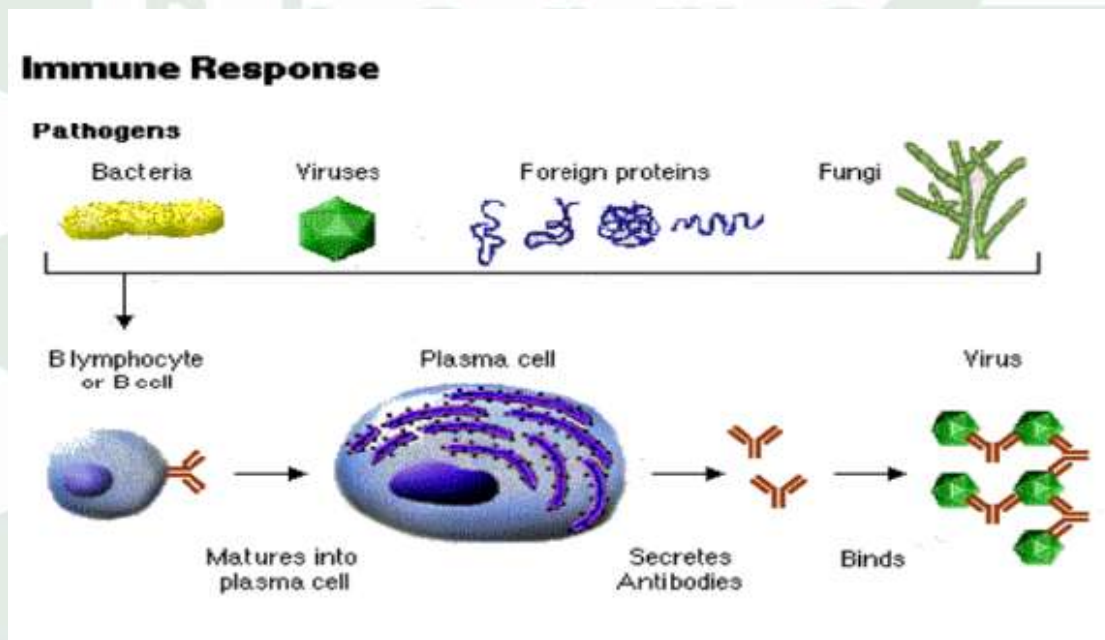 Immune Response
Pathogens
Bacteria
Viruses
Foreign proteins
Fungi
B lymphocyte
or B cell
Plasma cell
Virus
Matures into
plasma cell
Secretes
Antibodies
Binds